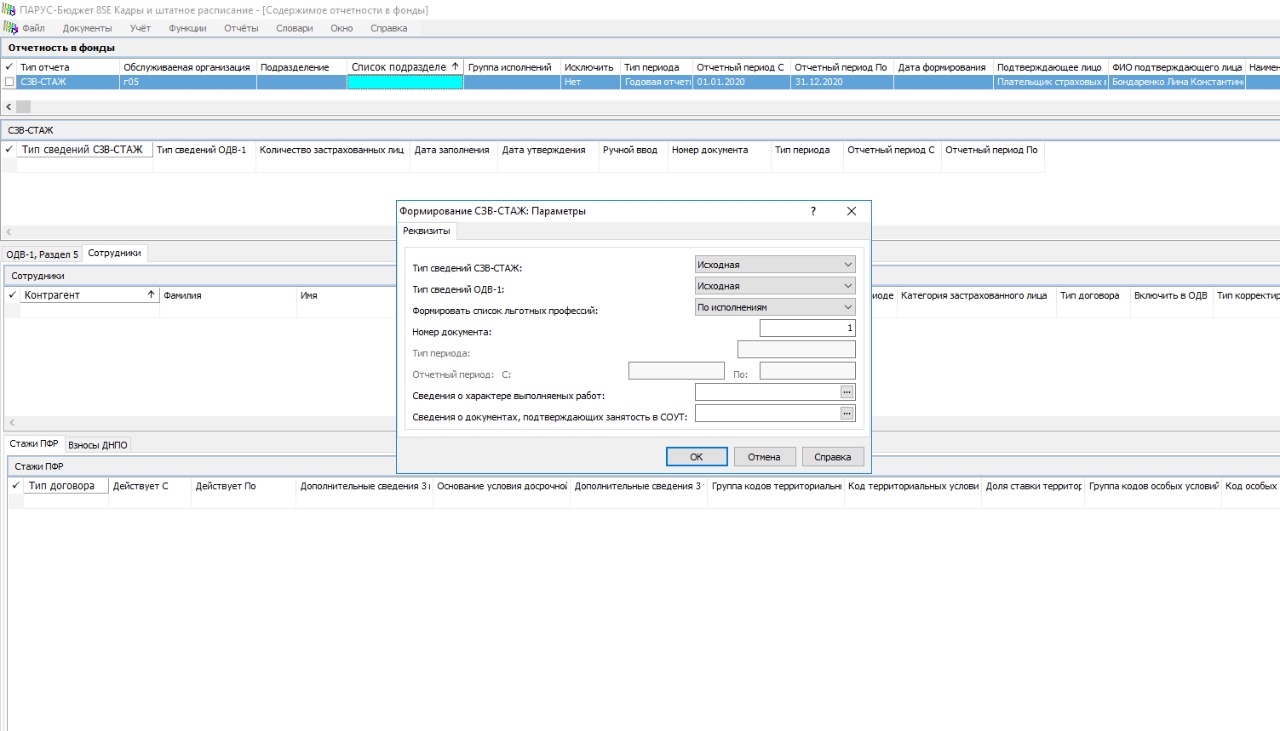 ПАРУС-Бюджет 8SE Кадры и штатное расписание - [Содержимое отчетности в фонды]
Файл Документы Учёт Функции Отчёты Словари Окно Справка
Отчетность в фонды
Тип отчета Обслуживаемая организация Подразделение Список подразделе Группа исполнений Исключить Тип периода Отчетный период С Отчетный период По Дата формирования Подтверждающее лицо ФИО подтверждающего лица Наимен
СЗВ-СТАЖ г05 Нет Годовая отчетн 01.01.2020 31.12.2020 Плательщик страховых в Бондаренко Лина Константин
СЗВ-СТАЖ
Тип сведений СЗВ-СТАЖ Тип сведений ОДВ-1 Количество застрахованных лиц Дата заполнения Дата утверждения Ручной ввод Номер документа Тип периода Отчетный период С Отчетный период По
Формирование СЗВ-СТАЖ: Параметры ?
Реквизиты
Тип сведений СЗВ-СТАЖ: Исходная
Тип сведений ОДВ-1: Исходная
Формировать список льготных профессий: По исполнениям
Номер документа: 1
Тип периода:
Отчетный период: С: По:
Сведения о характере выполняемых работ: ...
Сведения о документах, подтверждающих занятость в СОУТ: ...
ОК Отмена Справка
ОДВ-1, Раздел 5 Сотрудники
Сотрудники
Контрагент Фамилия Имя риоде Категория застрахованного лица Тип договора Включить в ОДВ Тип корректир
Стажи ПФР Взносы ДНПО
Стажи ПФР
Тип договора Действует С Действует По Дополнительные сведения 3 Основание условия досрочной Дополнительные сведения 3 Группа кодов территориальн Код территориальных услови Доля ставки территор Группа кодов особых условий Код особых